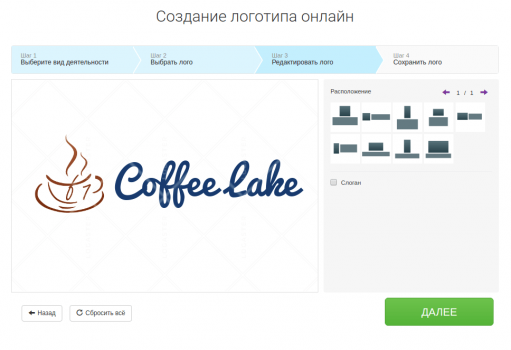 Создание логотипа онлайн
Шаг 1
Выберите вид деятельности
Шаг 2
Выбрать лого
Шаг 3
Редактировать лого
Шаг 4
Сохранить лого
Coffee Lake
Расположение
1 / 1
Слоган
Назад
Сбросить всё
ДАЛЕЕ